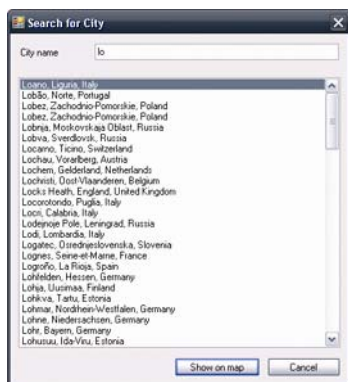 Search for City
City name
lo
Loano, Liguria, Italy
Lobão, Norte, Portugal
Lobez, Zachodnio-Pomorskie, Poland
Lobez, Zachodnio-Pomorskie, Poland
Lobnja, Moskovskaja Oblast, Russia
Lobva, Sverdlovsk, Russia
Locarno, Ticino, Switzerland
Lochau, Vorarlberg, Austria
Lochem, Gelderland, Netherlands
Lochristi, Oost-Vlaanderen, Belgium
Locks Heath, England, United Kingdom
Locorotondo, Puglia, Italy
Locri, Calabria, Italy
Lodejnoje Pole, Leningrad, Russia
Lodi, Lombardia, Italy
Logatec, Osrednjeslovenska, Slovenia
Lognes, Seine-et-Marne, France
Logroño, La Rioja, Spain
Lohfelden, Hessen, Germany
Lohja, Uusimaa, Finland
Lohkva, Tartu, Estonia
Lohmar, Nordrhein-Westfalen, Germany
Lohne, Niedersachsen, Germany
Lohr, Bayern, Germany
Lohusuu, Ida-Viru, Estonia
Show on map
Cancel